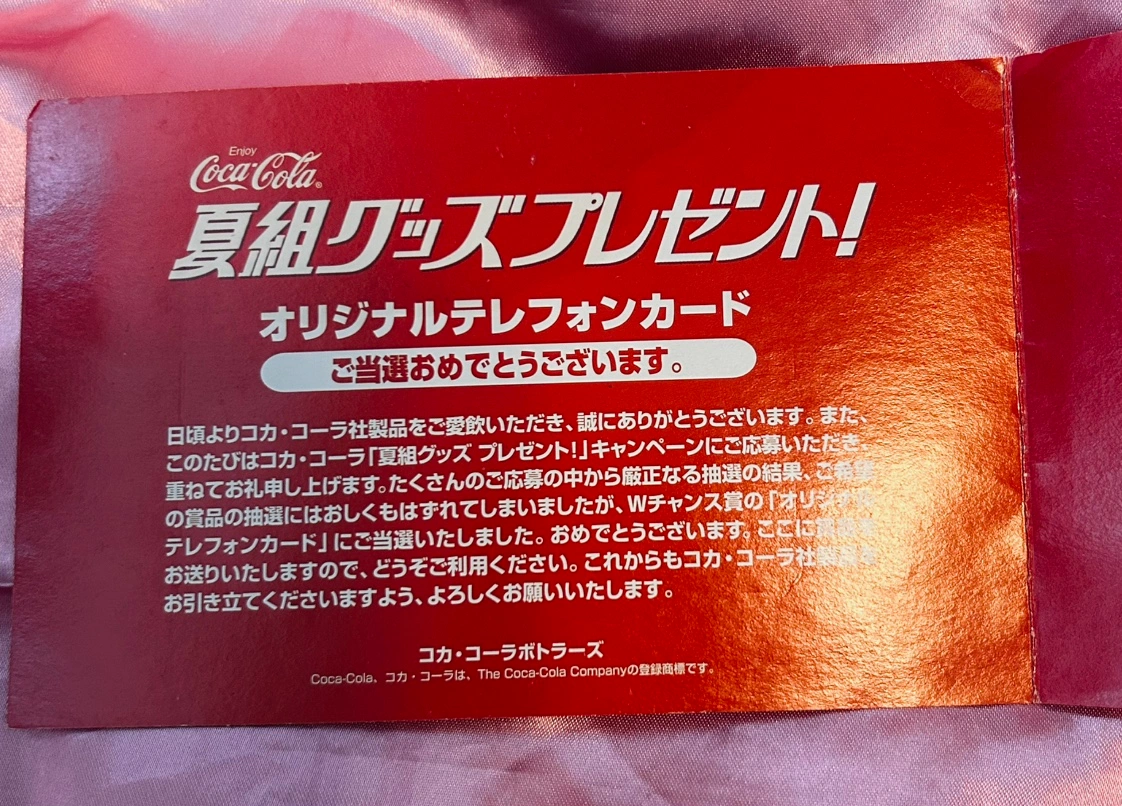 Enjoy
Coca-Cola®
夏組グッズプレゼント!
オリジナルテレフォンカード
ご当選おめでとうございます。
日頃よりコカ・コーラ社製品をご愛飲いただき、誠にありがとうございます。また、
このたびはコカ・コーラ「夏組グッズ プレゼント!」キャンペーンにご応募いただき、
重ねてお礼申し上げます。たくさんのご応募の中から厳正なる抽選の結果、ご希望
の賞品の抽選にはおしくもはずれてしまいましたが、Wチャンス賞の「オリジナル
テレフォンカード」にご当選いたしました。おめでとうございます。ここに
お送りいたしますので、どうぞご利用ください。これからもコカ・コーラ社製品を
お引き立てくださいますよう、よろしくお願いいたします。
コカ・コーラボトラーズ
Coca-Cola、コカ・コーラは、The Coca-Cola Companyの登録商標です。